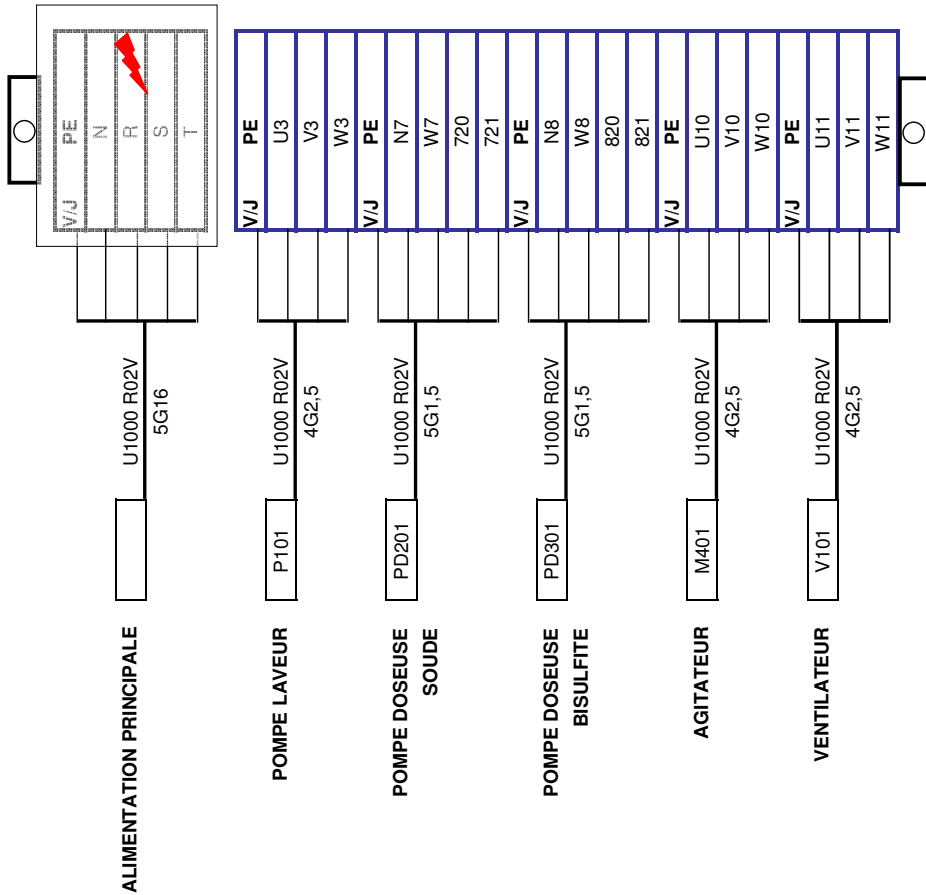 V/J PE
N
R
S
T
V/J PE
U3
V3
W3
V/J PE
N7
W7
720
721
V/J PE
N8
W8
820
821
V/J PE
U10
V10
W10
V/J PE
U11
V11
W11
U1000 R02V
5G16
U1000 R02V
4G2,5
U1000 R02V
5G1,5
U1000 R02V
5G1,5
U1000 R02V
4G2,5
U1000 R02V
4G2,5
P101
PD201
PD301
M401
V101
ALIMENTATION PRINCIPALE
POMPE LAVEUR
POMPE DOSEUSE
SOUDE
POMPE DOSEUSE
BISULFITE
AGITATEUR
VENTILATEUR